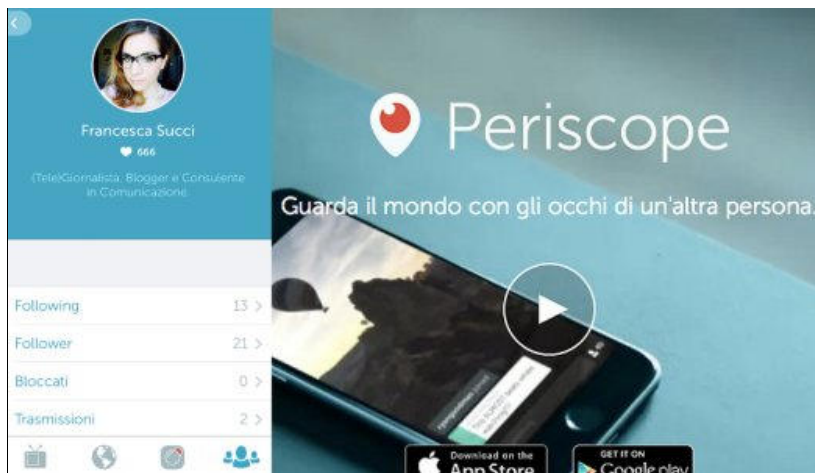 Francesca Succi
666
(Tele)Giornalista, Blogger e Consulente
in Comunicazione.
Following 13 >
Follower 21 >
Bloccati 0 >
Trasmissioni 2 >
Periscope
Guarda il mondo con gli occhi di un'altra persona.
Download on the
App Store
GET IT ON
Google play